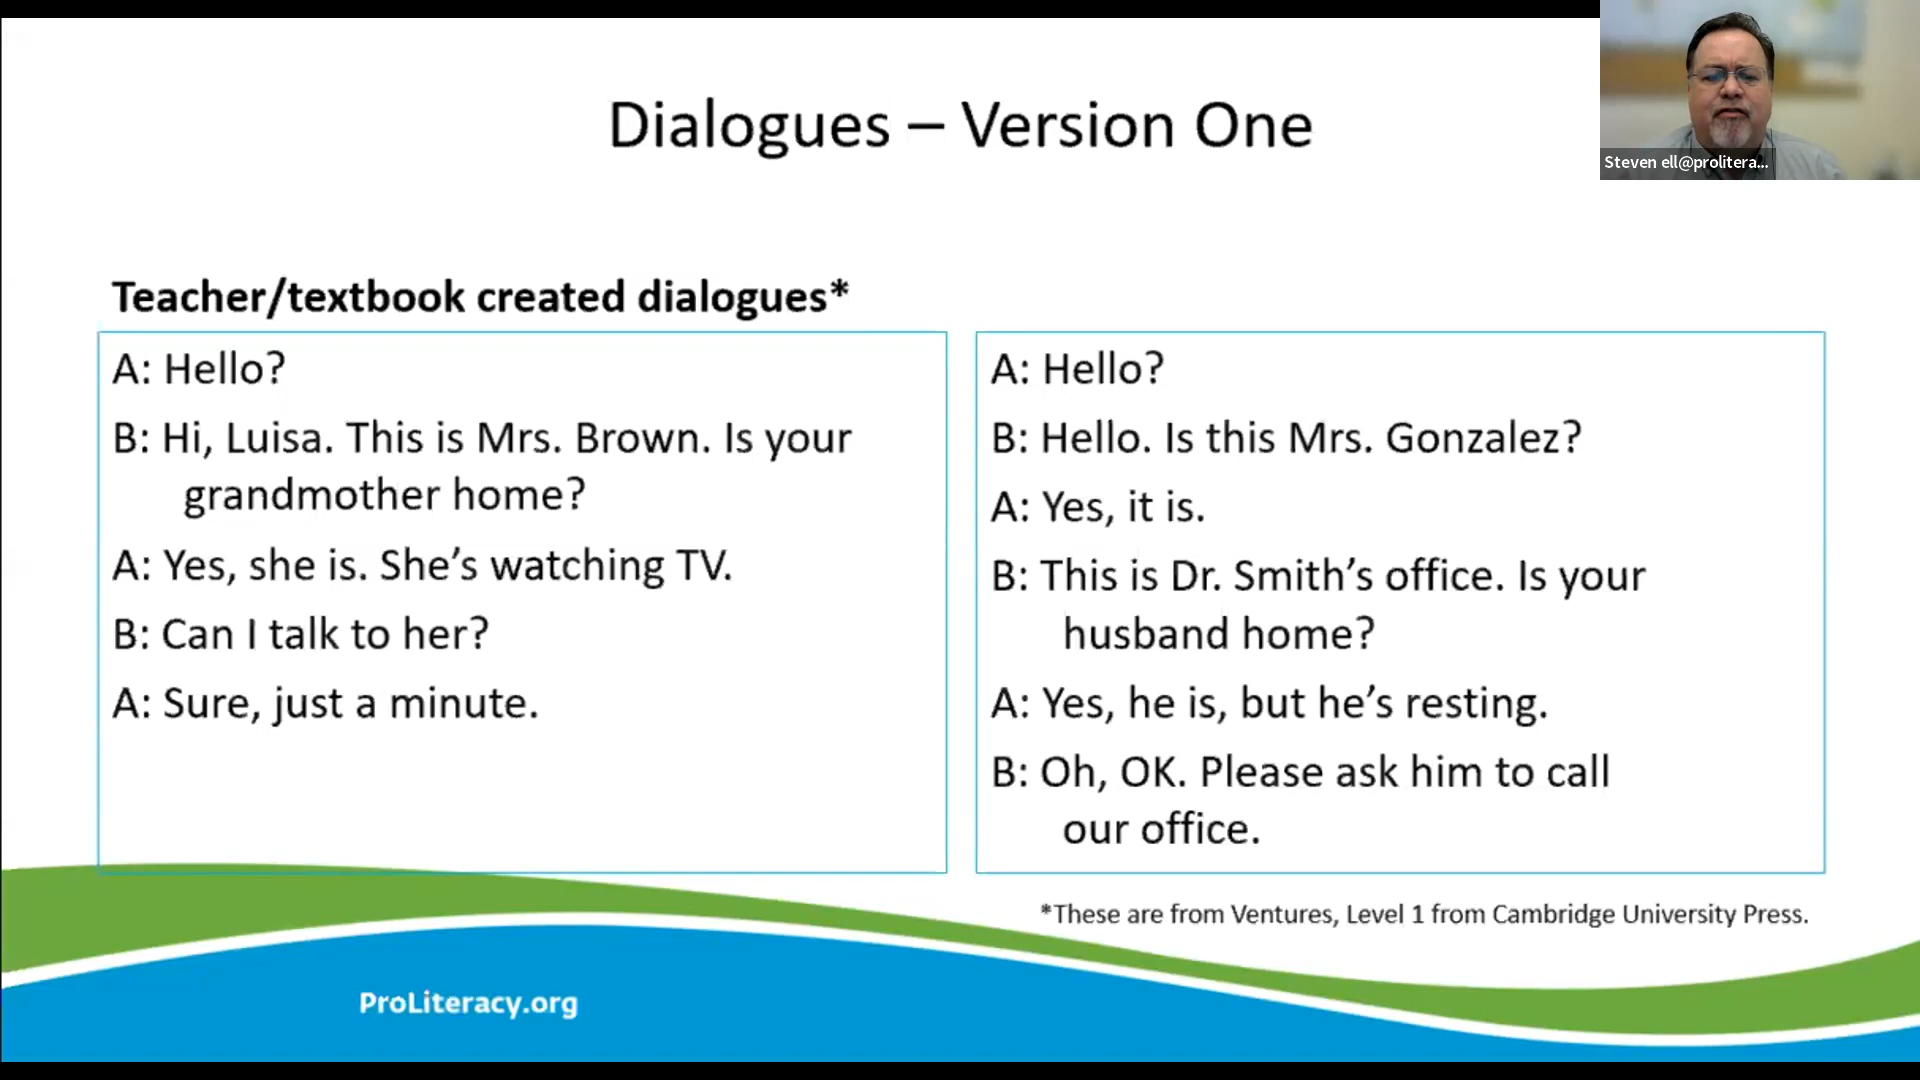 Dialogues – Version One
Steven ell@prolitera...
Teacher/textbook created dialogues*
A: Hello?
B: Hi, Luisa. This is Mrs. Brown. Is your
grandmother home?
A: Yes, she is. She’s watching TV.
B: Can I talk to her?
A: Sure, just a minute.
A: Hello?
B: Hello. Is this Mrs. Gonzalez?
A: Yes, it is.
B: This is Dr. Smith’s office. Is your
husband home?
A: Yes, he is, but he’s resting.
B: Oh, OK. Please ask him to call
our office.
*These are from Ventures, Level 1 from Cambridge University Press.
ProLiteracy.org